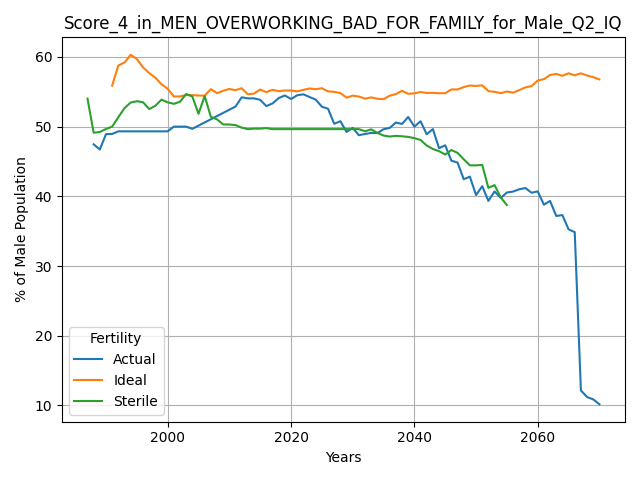 Score_4_in_MEN_OVERWORKING_BAD_FOR_FAMILY_for_Male_Q2_IQ
% of Male Population
60
50
40
30
20
10
Fertility
Actual
Ideal
Sterile
2000
2020
2040
2060
Years